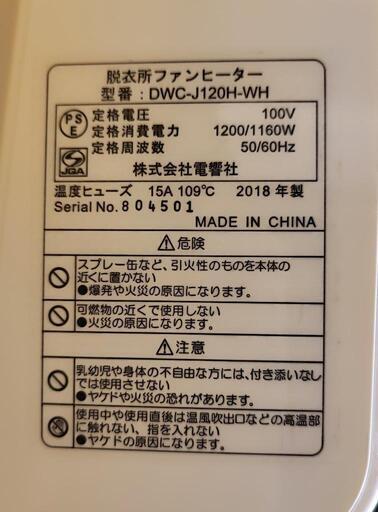 脱衣所ファンヒーター
型番：DWC-J120H-WH
PSE
定格電圧 100V
定格消費電力 1200/1160W
定格周波数 50/60Hz
JQA
株式会社電響社
温度ヒューズ 15A 109℃ 2018年製
Serial No. 804501
MADE IN CHINA
⚠危険
スプレー缶など、引火性のものを本体の
近くに置かない
●爆発や火災の原因になります。
可燃物の近くで使用しない
●火災の原因になります。
⚠注意
乳幼児や身体の不自由な方には、付き添いなし
では使用させない
●ヤケドや火災の恐れがあります。
使用中や使用直後は温風吹出口などの高温部
に触れない、指を入れない
●ヤケドの原因になります。